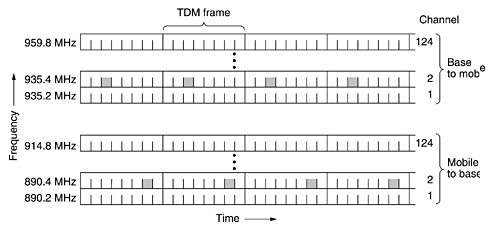 TDM frame
Channel
959.8 MHz
124
Base
to mobe
935.4 MHz
2
935.2 MHz
1
Frequency
914.8 MHz
124
Mobile
to base
890.4 MHz
2
890.2 MHz
1
Time